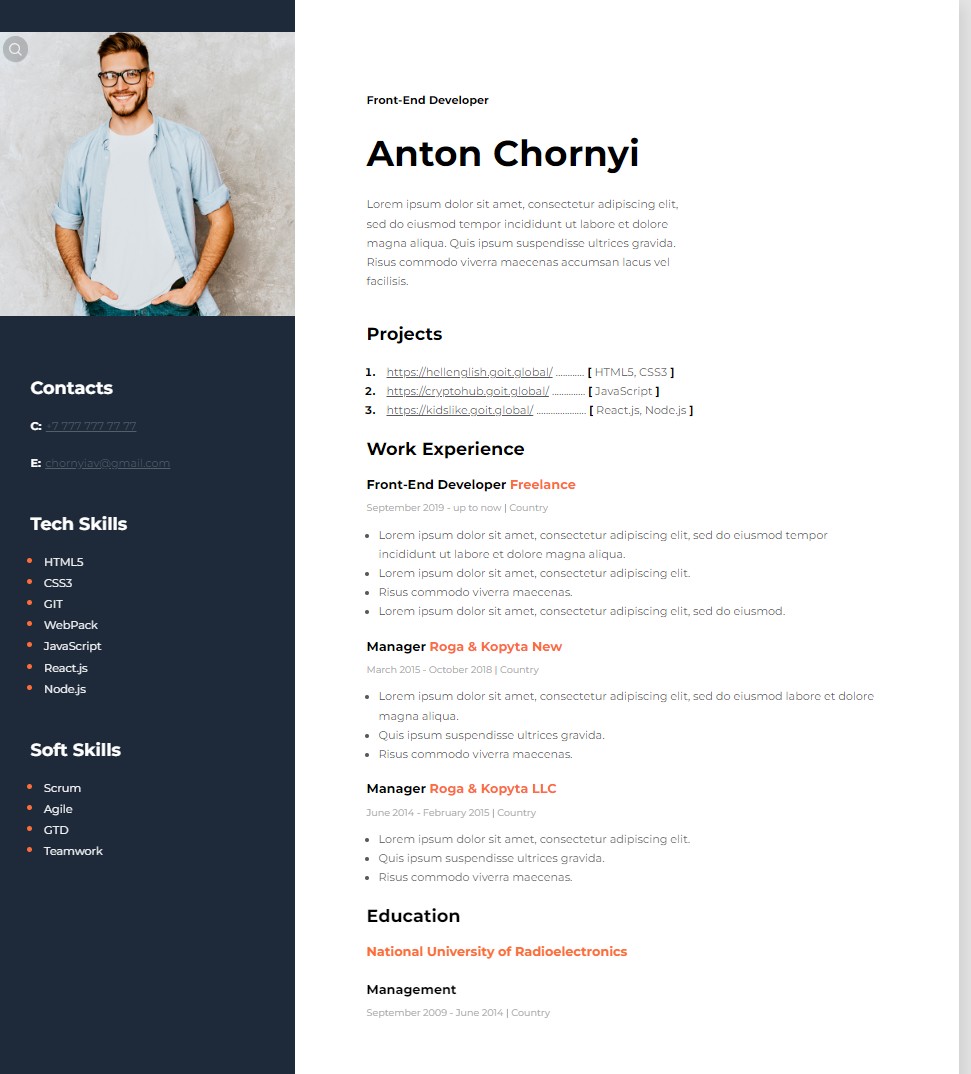 Contacts
C: +7 777 777 77 77
E: chornyiav@gmail.com
Tech Skills
HTML5
CSS3
GIT
WebPack
JavaScript
React.js
Node.js
Soft Skills
Scrum
Agile
GTD
Teamwork
Front-End Developer
Anton Chornyi
Lorem ipsum dolor sit amet, consectetur adipiscing elit,
sed do eiusmod tempor incididunt ut labore et dolore
magna aliqua. Quis ipsum suspendisse ultrices gravida.
Risus commodo viverra maecenas accumsan lacus vel
facilisis.
Projects
1. https://hellenglish.goit.global/ ............ [ HTML5, CSS3 ]
2. https://cryptohub.goit.global/ .............. [ JavaScript ]
3. https://kidslike.goit.global/ ..................... [ React.js, Node.js ]
Work Experience
Front-End Developer Freelance
September 2019 - up to now | Country
Lorem ipsum dolor sit amet, consectetur adipiscing elit, sed do eiusmod tempor
incididunt ut labore et dolore magna aliqua.
Lorem ipsum dolor sit amet, consectetur adipiscing elit.
Risus commodo viverra maecenas.
Lorem ipsum dolor sit amet, consectetur adipiscing elit, sed do eiusmod.
Manager Roga & Kopyta New
March 2015 - October 2018 | Country
Lorem ipsum dolor sit amet, consectetur adipiscing elit, sed do eiusmod labore et dolore
magna aliqua.
Quis ipsum suspendisse ultrices gravida.
Risus commodo viverra maecenas.
Manager Roga & Kopyta LLC
June 2014 - February 2015 | Country
Lorem ipsum dolor sit amet, consectetur adipiscing elit.
Quis ipsum suspendisse ultrices gravida.
Risus commodo viverra maecenas.
Education
National University of Radioelectronics
Management
September 2009 - June 2014 | Country